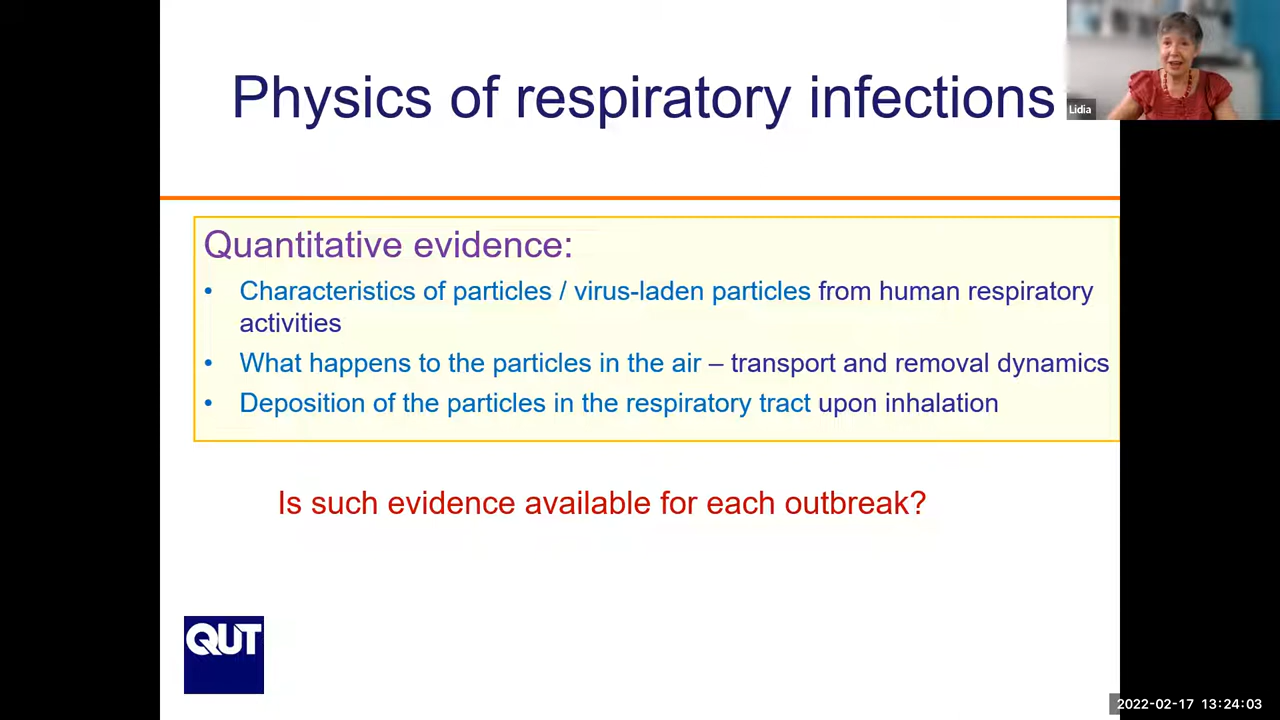 Physics of respiratory infections
Lidia
Quantitative evidence:
• Characteristics of particles / virus-laden particles from human respiratory
activities
• What happens to the particles in the air – transport and removal dynamics
• Deposition of the particles in the respiratory tract upon inhalation
Is such evidence available for each outbreak?
QUT
2022-02-17 13:24:03